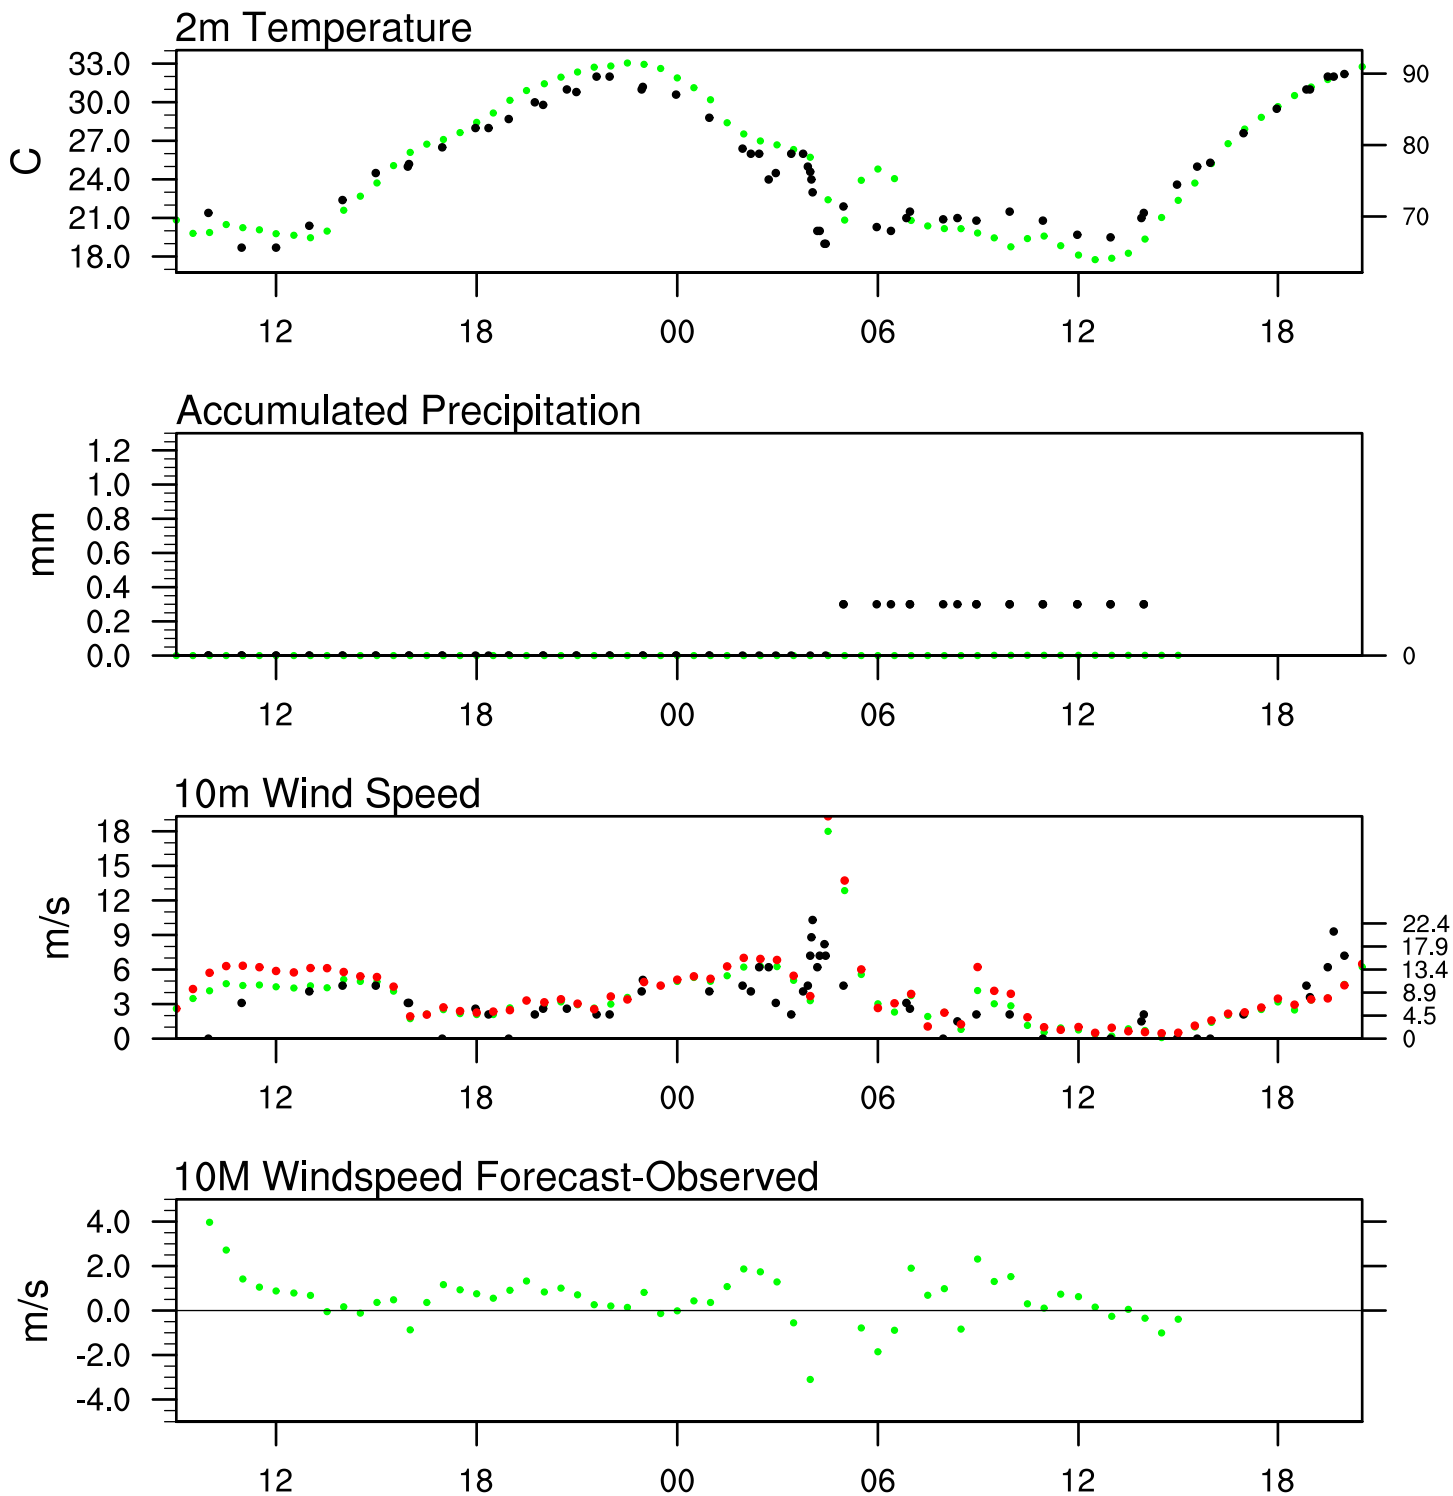 2m Temperature
33.0
30.0
27.0
24.0
21.0
18.0
C
90
80
70
12 18 00 06 12 18
Accumulated Precipitation
1.2
1.0
0.8
0.6
0.4
0.2
0.0
mm
0
12 18 00 06 12 18
10m Wind Speed
18
15
12
9
6
3
0
m/s
22.4
17.9
13.4
8.9
4.5
0
12 18 00 06 12 18
10M Windspeed Forecast-Observed
4.0
2.0
0.0
-2.0
-4.0
m/s
12 18 00 06 12 18